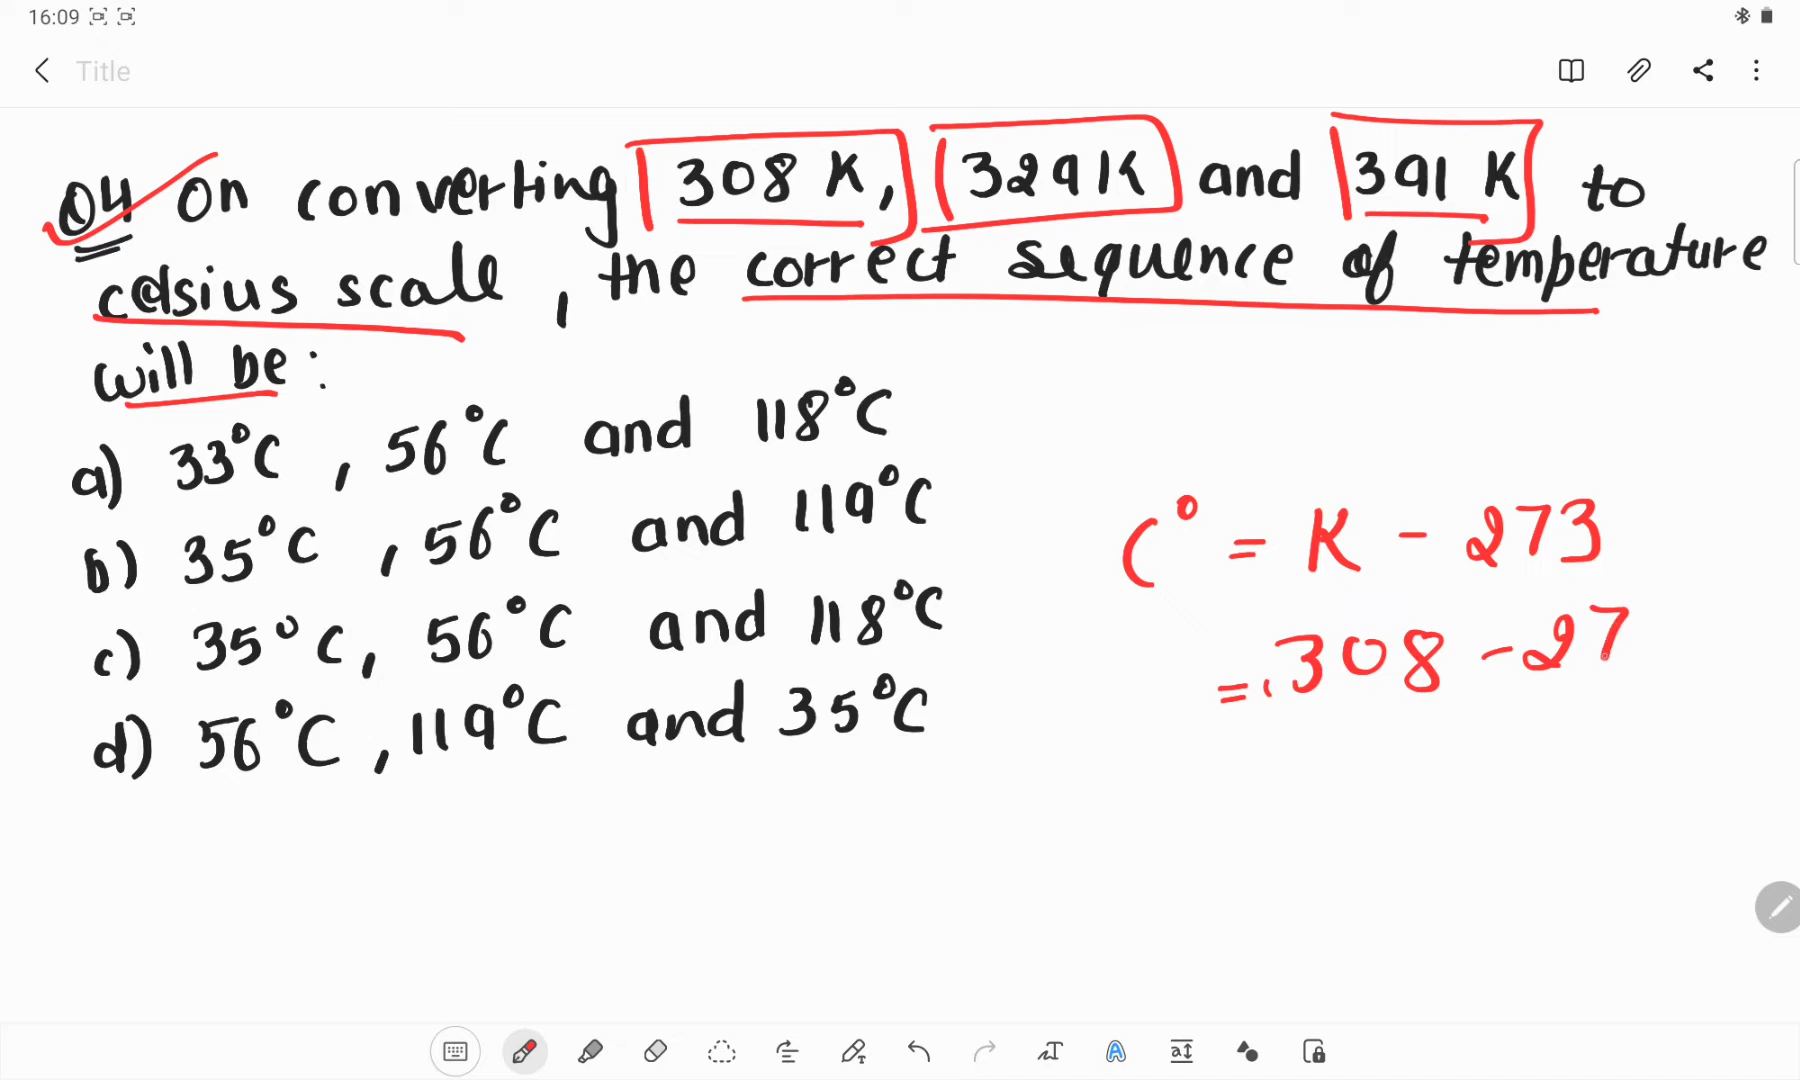 16:09
Title
Q4 on converting 308 K, 329 K and 391 K to
celsius scale, the correct sequence of temperature
will be:
a) 33°C, 56°C and 118°C
b) 35°C, 56°C and 119°C
c) 35°C, 56°C and 118°C
d) 56°C, 119°C and 35°C
C° = K - 273
= 308 - 27